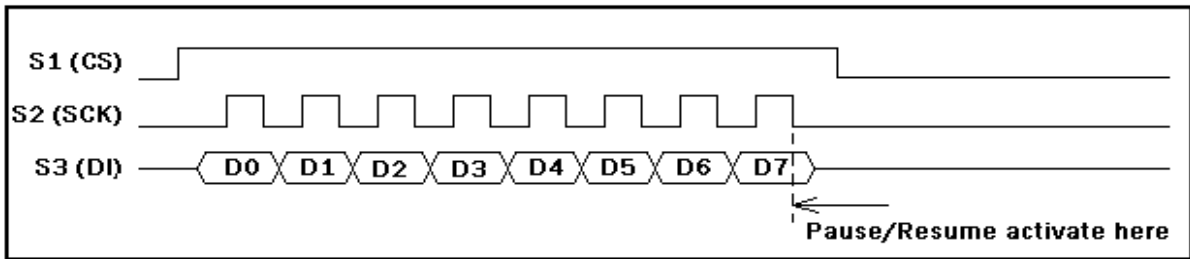 S1 (CS)
S2 (SCK)
S3 (DI) D0 D1 D2 D3 D4 D5 D6 D7
Pause/Resume activate here